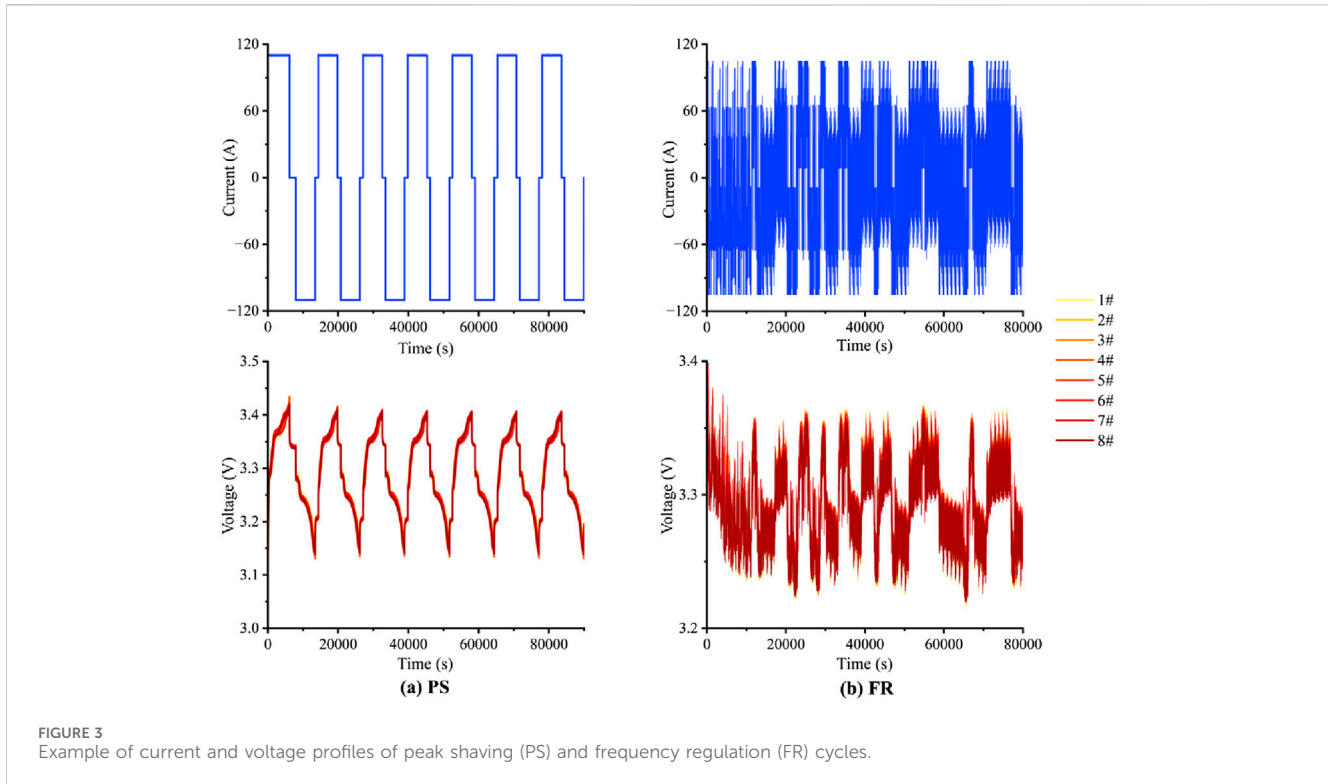 120
60
0
−60
−120
Current (A)
0 20000 40000 60000 80000
Time (s)
120
60
0
−60
−120
Current (A)
0 20000 40000 60000 80000
Time (s)
3.5
3.4
3.3
3.2
3.1
3.0
Voltage (V)
0 20000 40000 60000 80000
Time (s)
(a) PS
3.4
3.3
3.2
Voltage (V)
0 20000 40000 60000 80000
Time (s)
(b) FR
1#
2#
3#
4#
5#
6#
7#
8#
FIGURE 3
Example of current and voltage profiles of peak shaving (PS) and frequency regulation (FR) cycles.